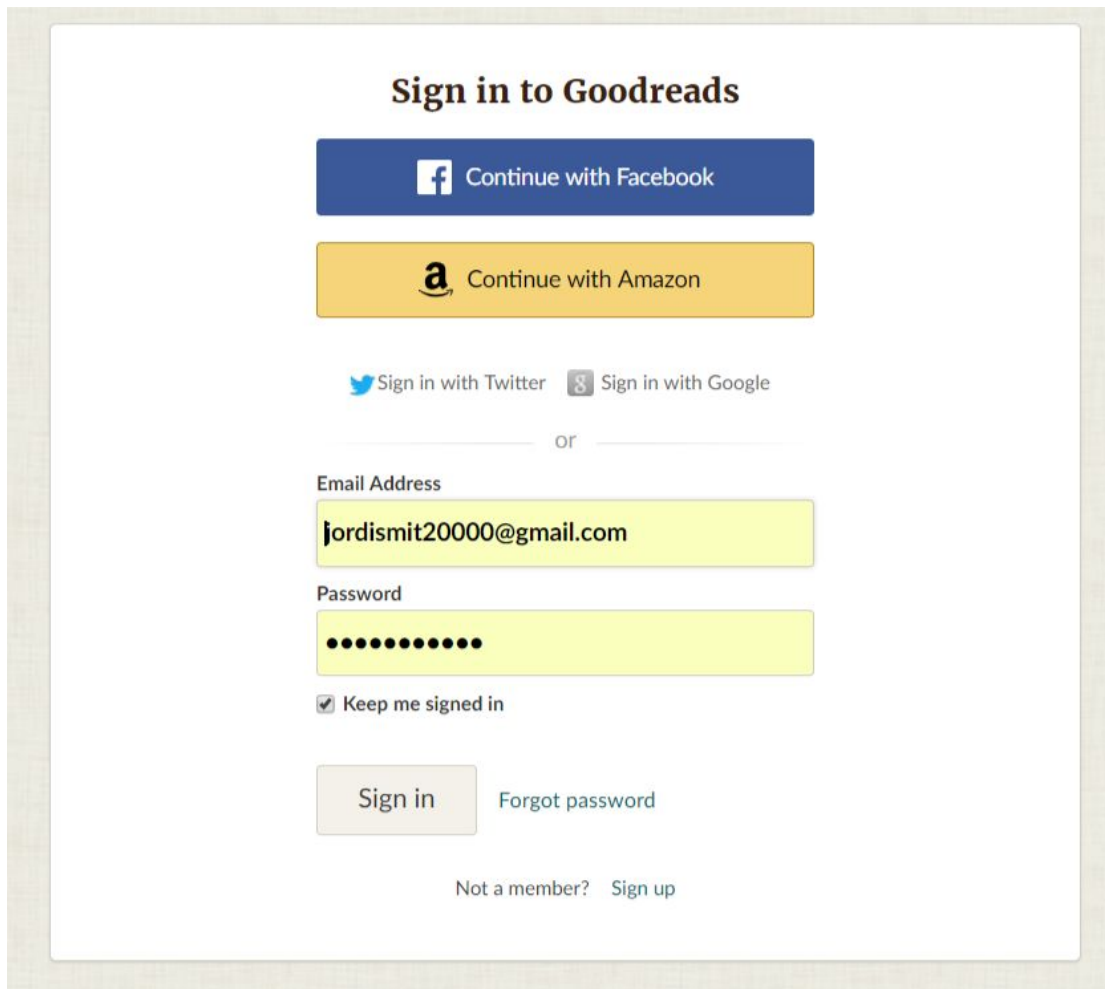 Sign in to Goodreads
f Continue with Facebook
a Continue with Amazon
Sign in with Twitter g Sign in with Google
or
Email Address
jordismit20000@gmail.com
Password
•••••••••••
Keep me signed in
Sign in Forgot password
Not a member? Sign up